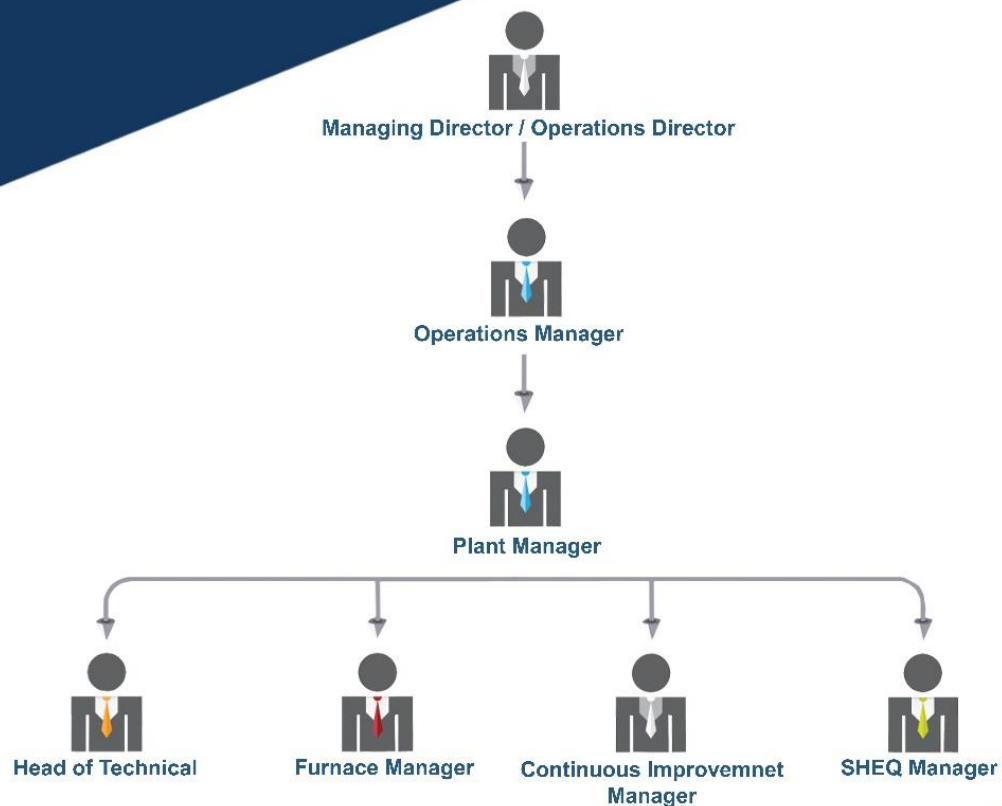 Managing Director / Operations Director
Operations Manager
Plant Manager
Head of Technical
Furnace Manager
Continuous Improvemnet
Manager
SHEQ Manager